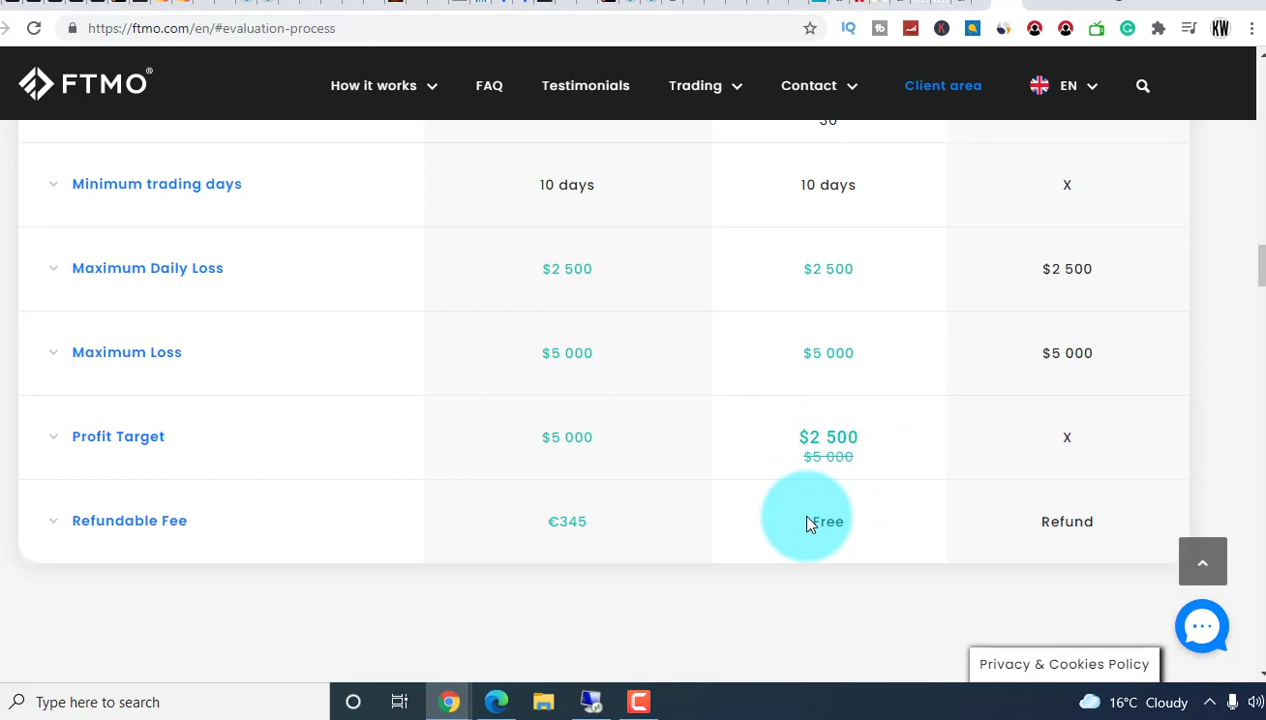 https://ftmo.com/en/#evaluation-process
KW
FTMO®
How it works
FAQ
Testimonials
Trading
Contact
Client area
EN
30
Minimum trading days
10 days
10 days
X
Maximum Daily Loss
$2 500
$2 500
$2 500
Maximum Loss
$5 000
$5 000
$5 000
Profit Target
$5 000
$2 500
$5 000
X
Refundable Fee
€345
Free
Refund
Privacy & Cookies Policy
Type here to search
16°C Cloudy